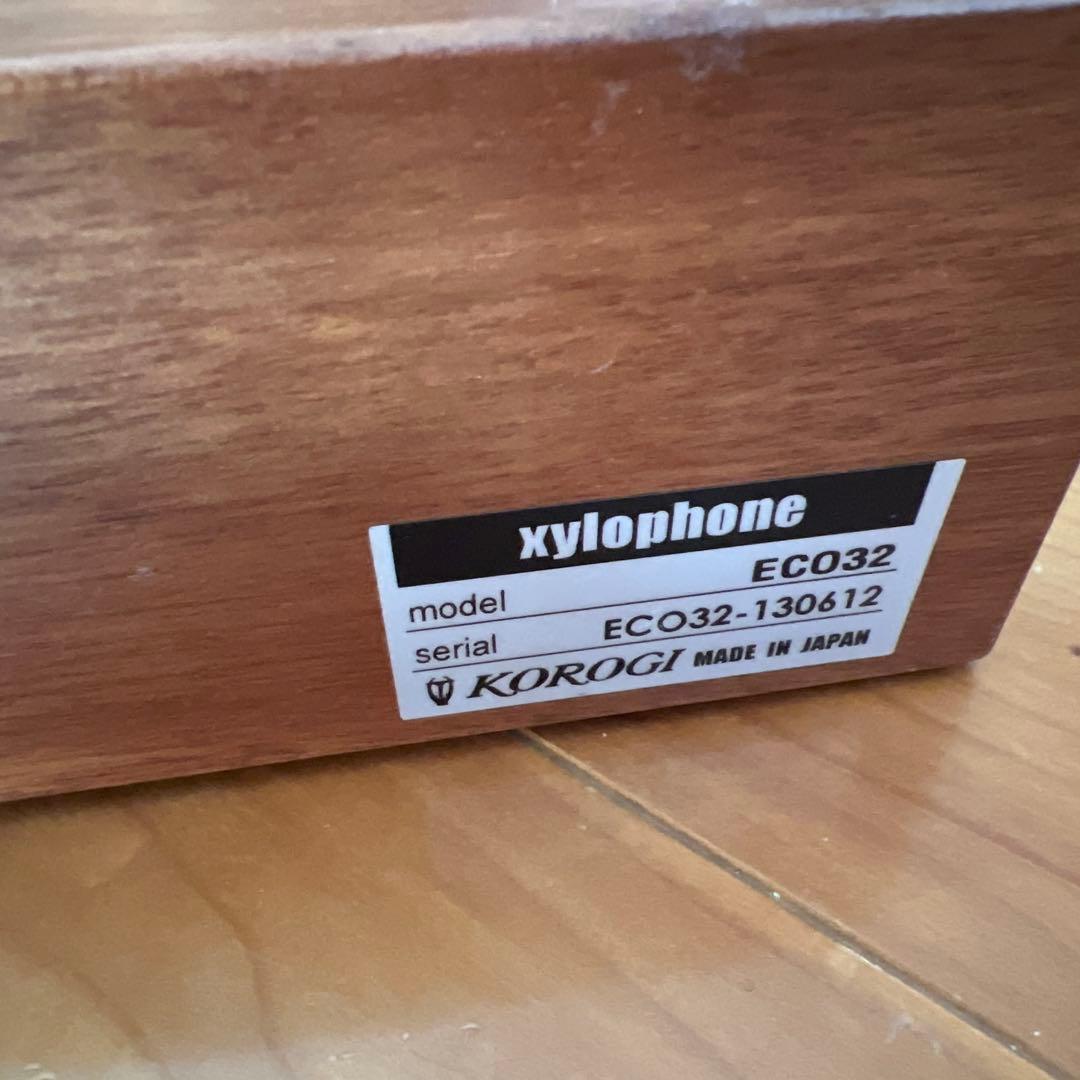 xylophone
model ECO32
serial ECO32-130612
KOROGI MADE IN JAPAN